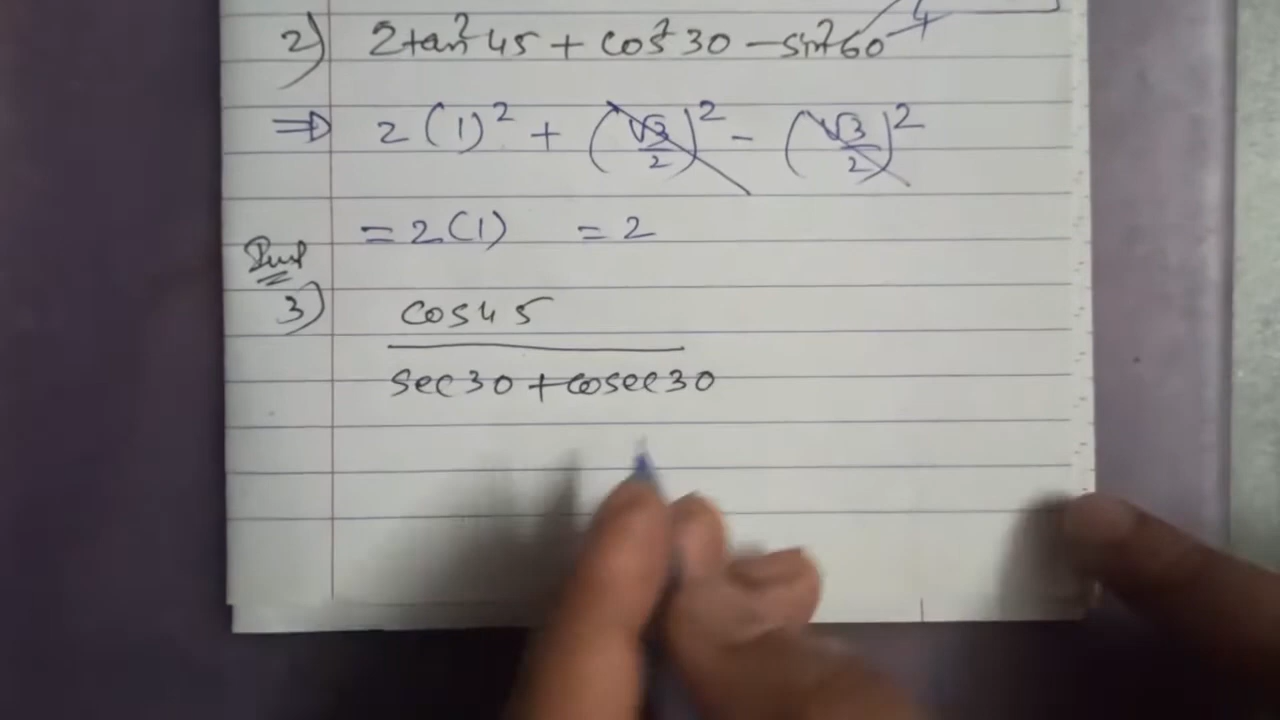 2) 2tan²45 + cos²30 - sin²60
⇒ 2(1)² + (√3/2)² - (√3/2)²
= 2(1) = 2
3) cos45
sec30 + cosec30